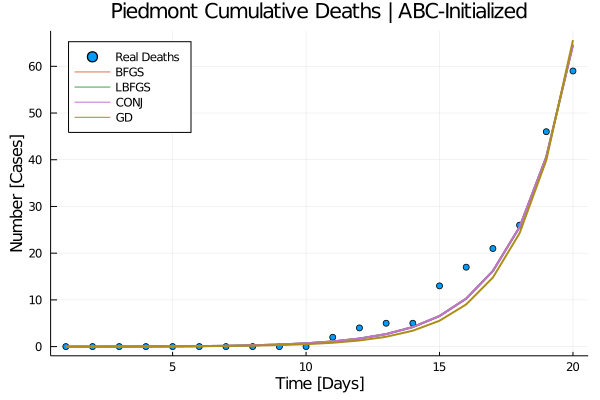 Piedmont Cumulative Deaths | ABC-Initialized
Real Deaths
BFGS
LBFGS
CONJ
GD
Number [Cases]
60
50
40
30
20
10
0
5
10
15
20
Time [Days]